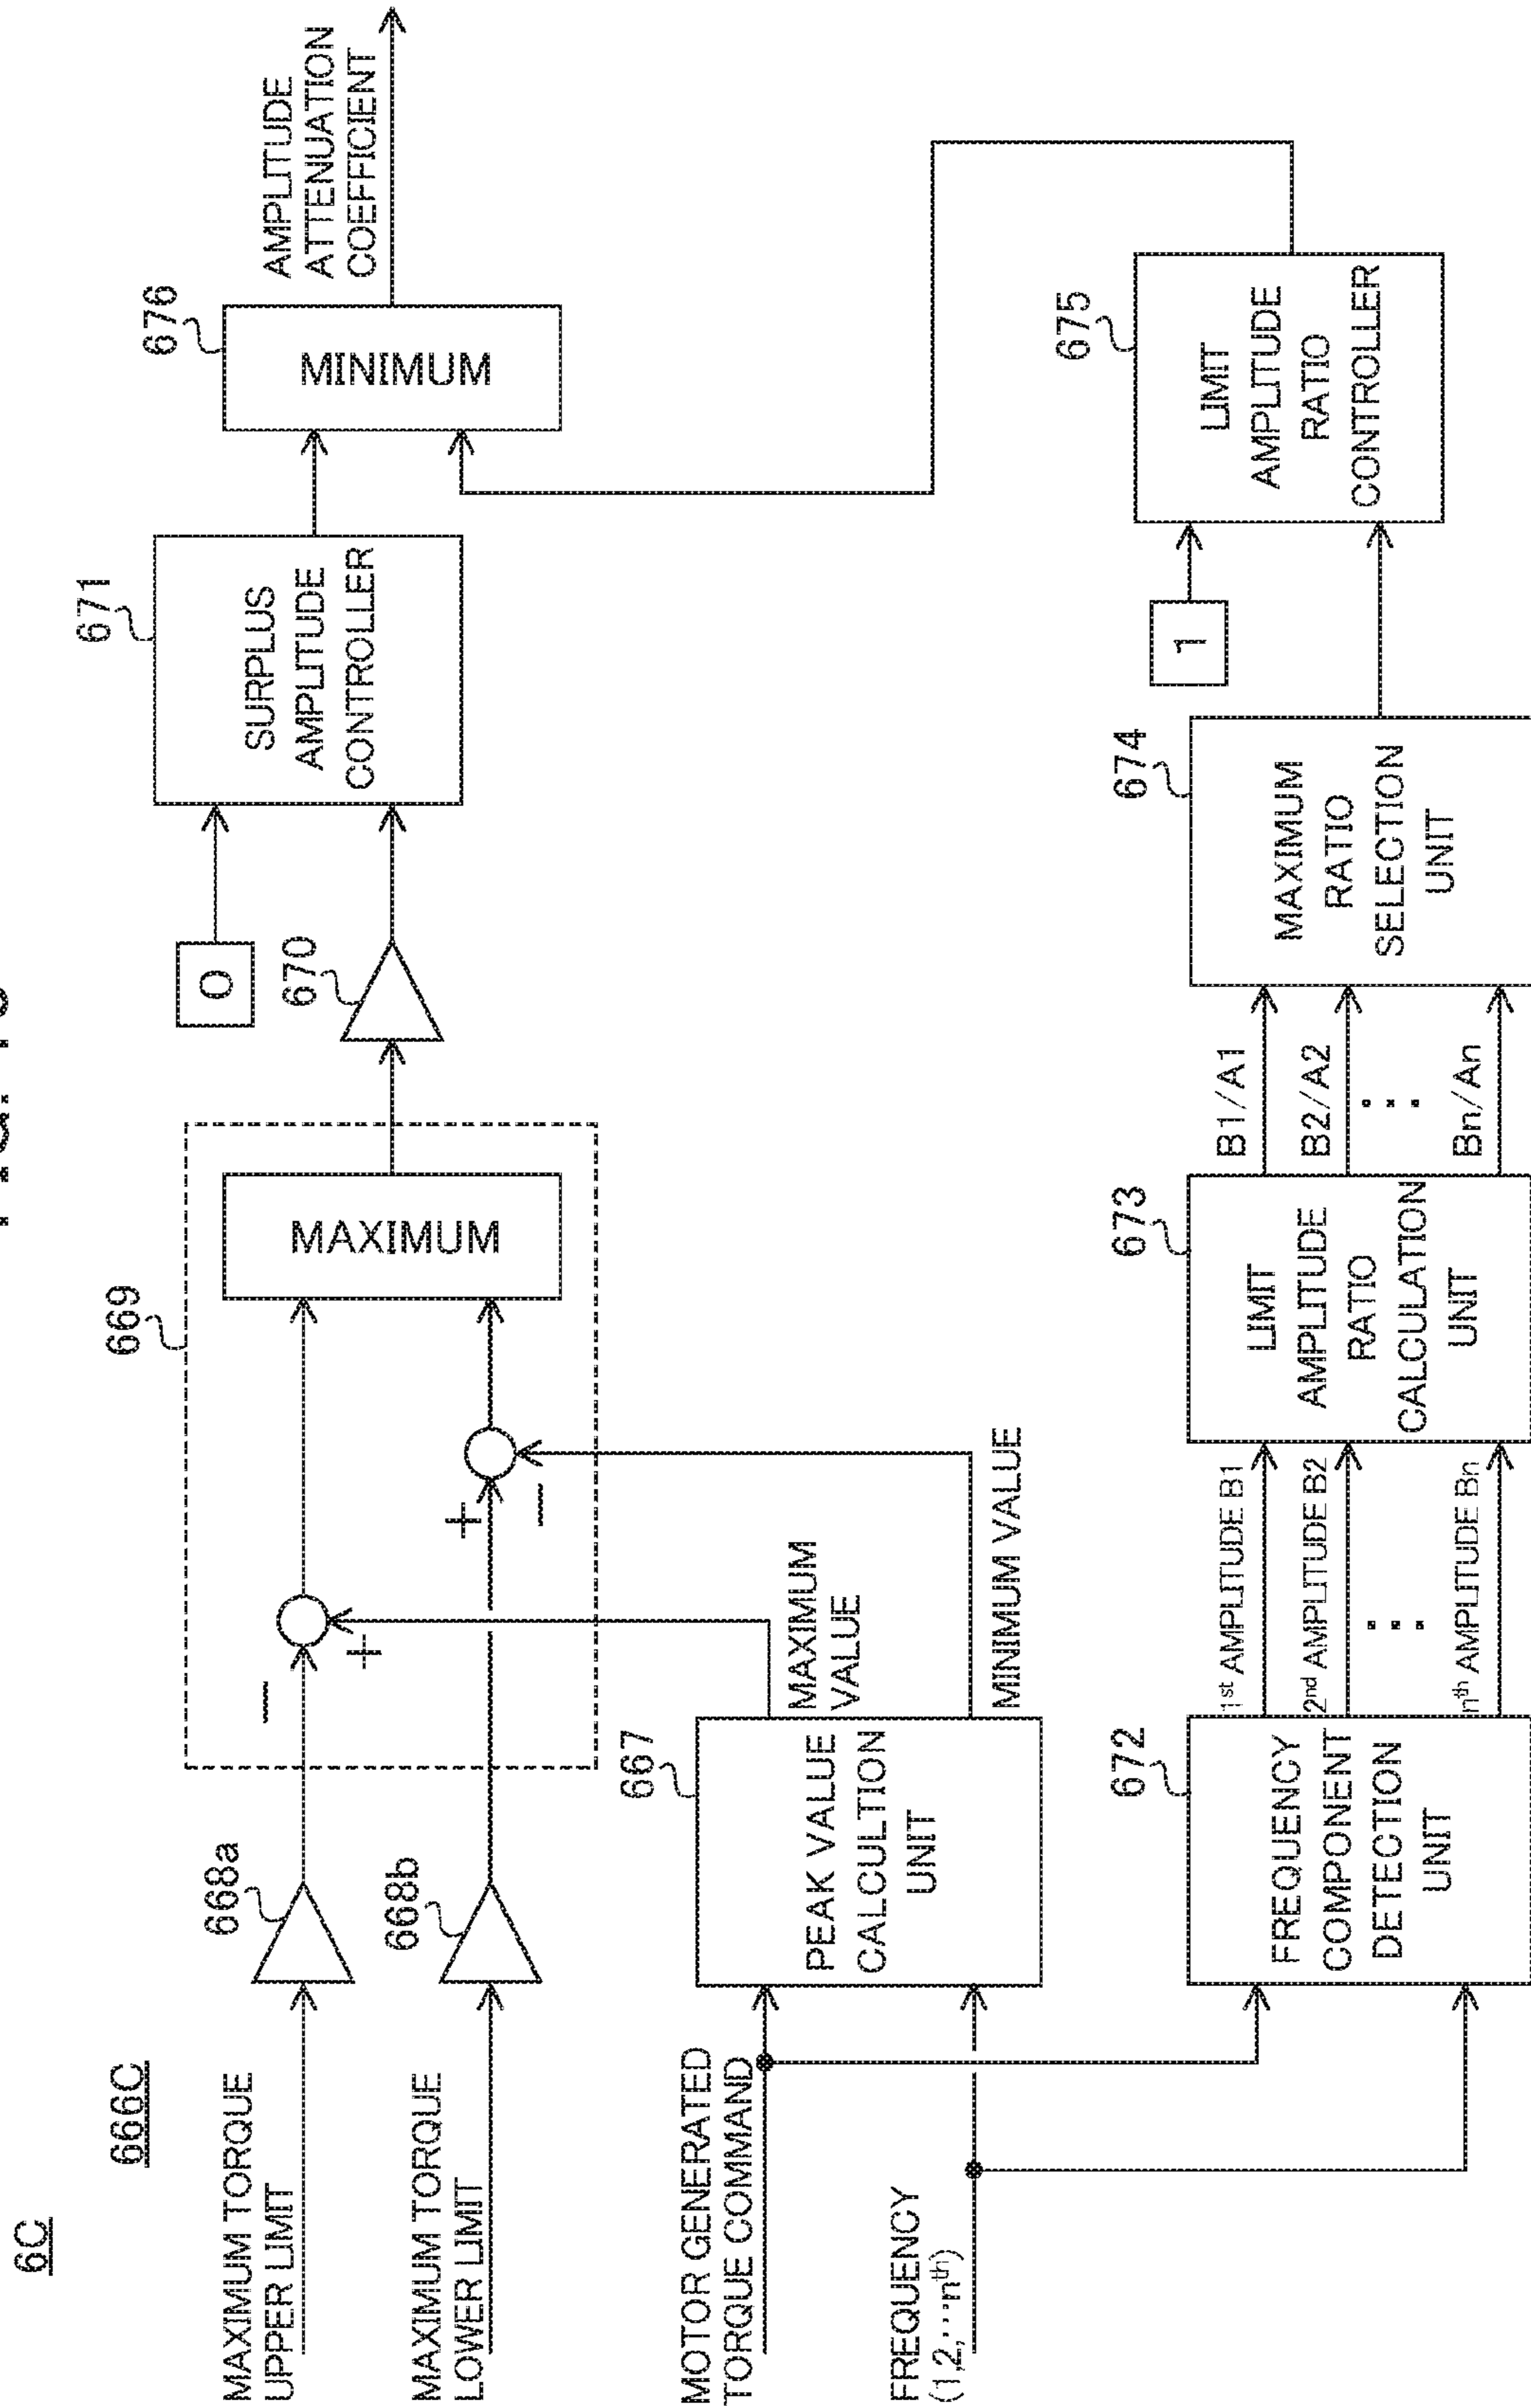 6C
666C
MAXIMUM TORQUE
UPPER LIMIT
668a
MAXIMUM TORQUE
LOWER LIMIT
668b
669
−
+
+
−
MAXIMUM
670
0
671
SURPLUS
AMPLITUDE
CONTROLLER
676
MINIMUM
AMPLITUDE
ATTENUATION
COEFFICIENT
MOTOR GENERATED
TORQUE COMMAND
FREQUENCY
(1,2,···nth)
667
PEAK VALUE
CALCULTION
UNIT
MAXIMUM
VALUE
MINIMUM VALUE
672
FREQUENCY
COMPONENT
DETECTION
UNIT
1st AMPLITUDE B1
2nd AMPLITUDE B2
⋮
nth AMPLITUDE Bn
673
LIMIT
AMPLITUDE
RATIO
CALCULATION
UNIT
B1/A1
B2/A2
⋮
Bn/An
674
MAXIMUM
RATIO
SELECTION
UNIT
1
675
LIMIT
AMPLITUDE
RATIO
CONTROLLER